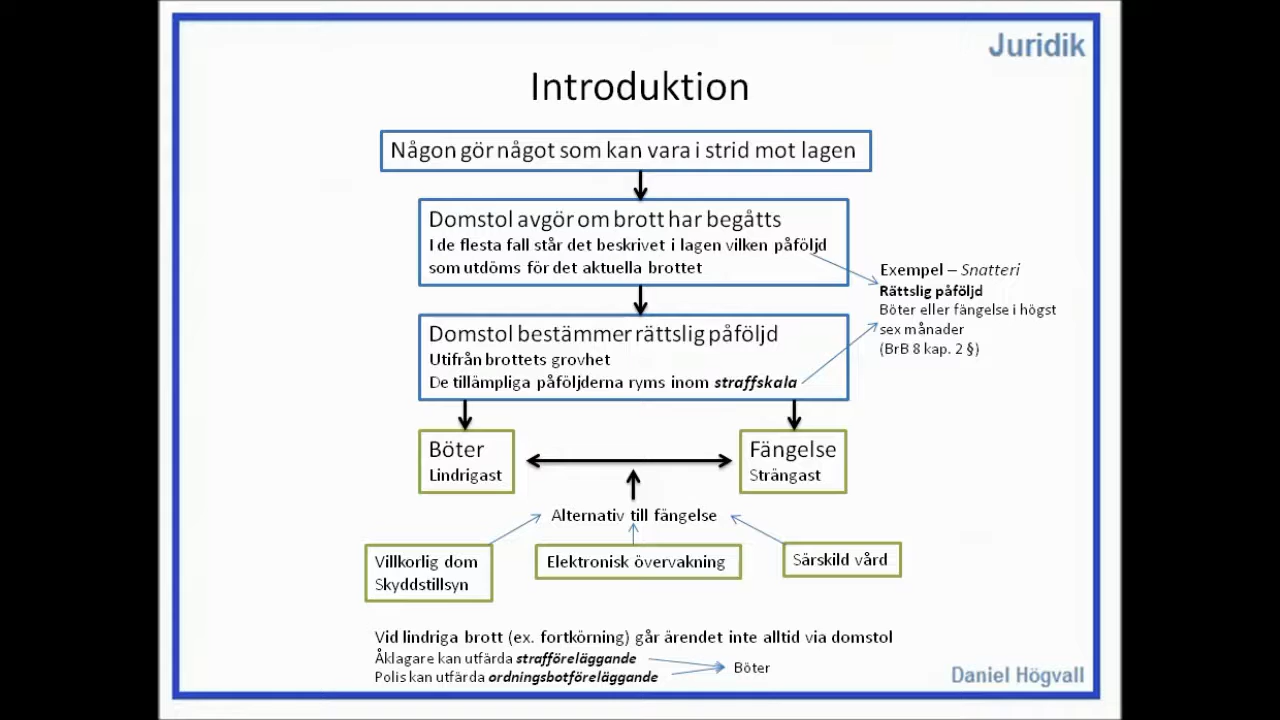 Juridik
Introduktion
Någon gör något som kan vara i strid mot lagen
Domstol avgör om brott har begåtts
I de flesta fall står det beskrivet i lagen vilken påföljd
som utdöms för det aktuella brottet
Exempel – Snatteri
Rättslig påföljd
Böter eller fängelse i högst
sex månader
(BrB 8 kap. 2 §)
Domstol bestämmer rättslig påföljd
Utifrån brottets grovhet
De tillämpliga påföljderna ryms inom straffskala
Böter
Lindrigast
Fängelse
Strängast
Alternativ till fängelse
Villkorlig dom
Skyddstillsyn
Elektronisk övervakning
Särskild vård
Vid lindriga brott (ex. fortkörning) går ärendet inte alltid via domstol
Åklagare kan utfärda strafföreläggande
Polis kan utfärda ordningsbotföreläggande
Böter
Daniel Högvall